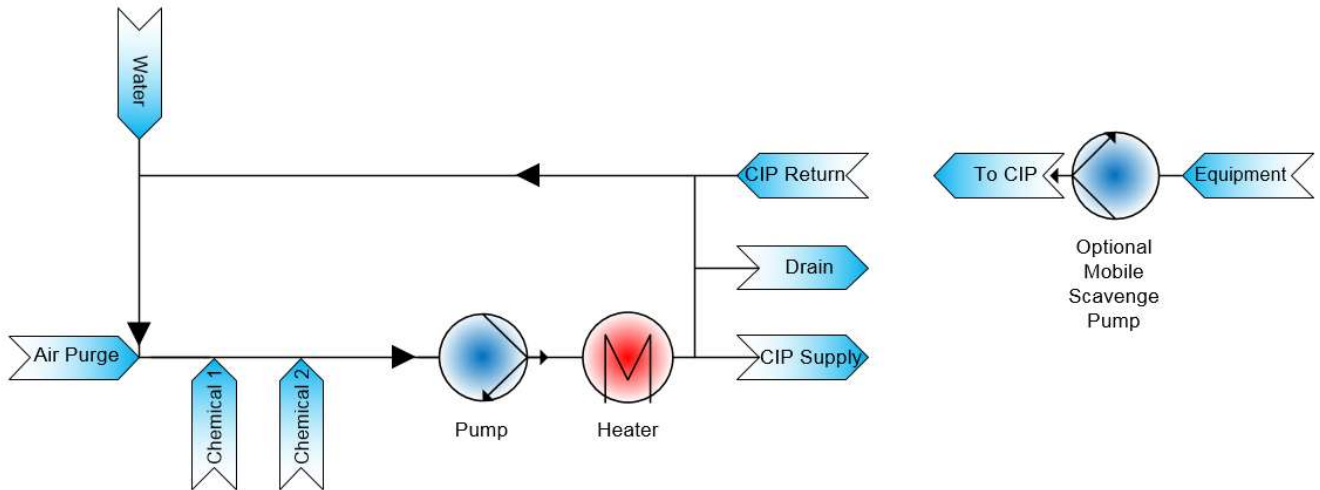 Water
CIP Return
To CIP
Equipment
Optional
Mobile
Scavenge
Pump
Drain
Air Purge
CIP Supply
Chemical 1
Chemical 2
Pump
Heater